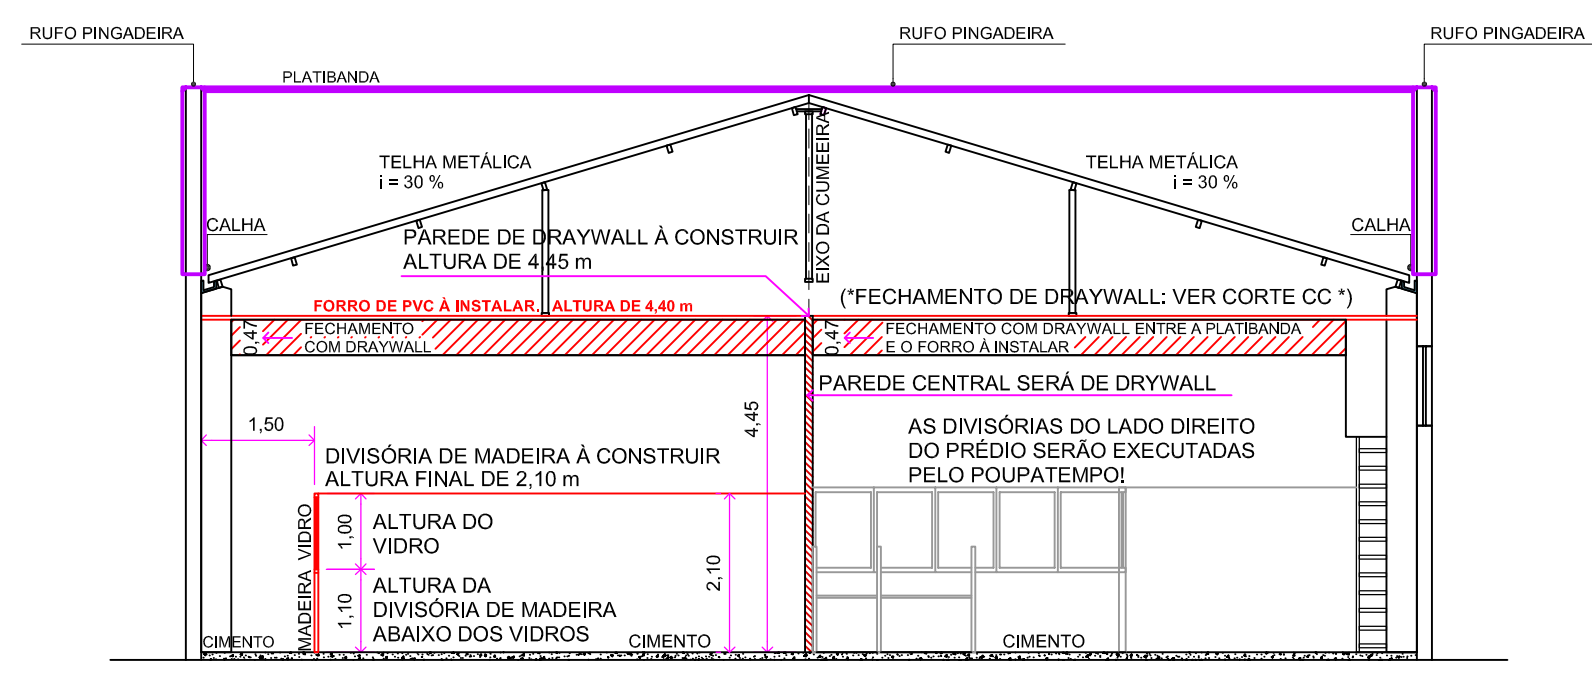 RUFO PINGADEIRA
RUFO PINGADEIRA
RUFO PINGADEIRA
PLATIBANDA
TELHA METÁLICA
i = 30 %
TELHA METÁLICA
i = 30 %
EIXO DA CUMEEIRA
CALHA
CALHA
PAREDE DE DRAYWALL À CONSTRUIR
ALTURA DE 4,45 m
FORRO DE PVC À INSTALAR. ALTURA DE 4,40 m
(*FECHAMENTO DE DRAYWALL: VER CORTE CC *)
0,47
FECHAMENTO
COM DRAYWALL
0,47
FECHAMENTO COM DRAYWALL ENTRE A PLATIBANDA
E O FORRO À INSTALAR
PAREDE CENTRAL SERÁ DE DRYWALL
1,50
4,45
AS DIVISÓRIAS DO LADO DIREITO
DO PRÉDIO SERÃO EXECUTADAS
PELO POUPATEMPO!
DIVISÓRIA DE MADEIRA À CONSTRUIR
ALTURA FINAL DE 2,10 m
MADEIRA VIDRO
1,00
ALTURA DO
VIDRO
2,10
1,10
ALTURA DA
DIVISÓRIA DE MADEIRA
ABAIXO DOS VIDROS
CIMENTO
CIMENTO
CIMENTO